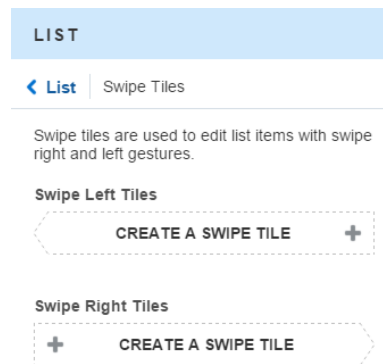 LIST
List Swipe Tiles
Swipe tiles are used to edit list items with swipe
right and left gestures.
Swipe Left Tiles
CREATE A SWIPE TILE +
Swipe Right Tiles
+ CREATE A SWIPE TILE